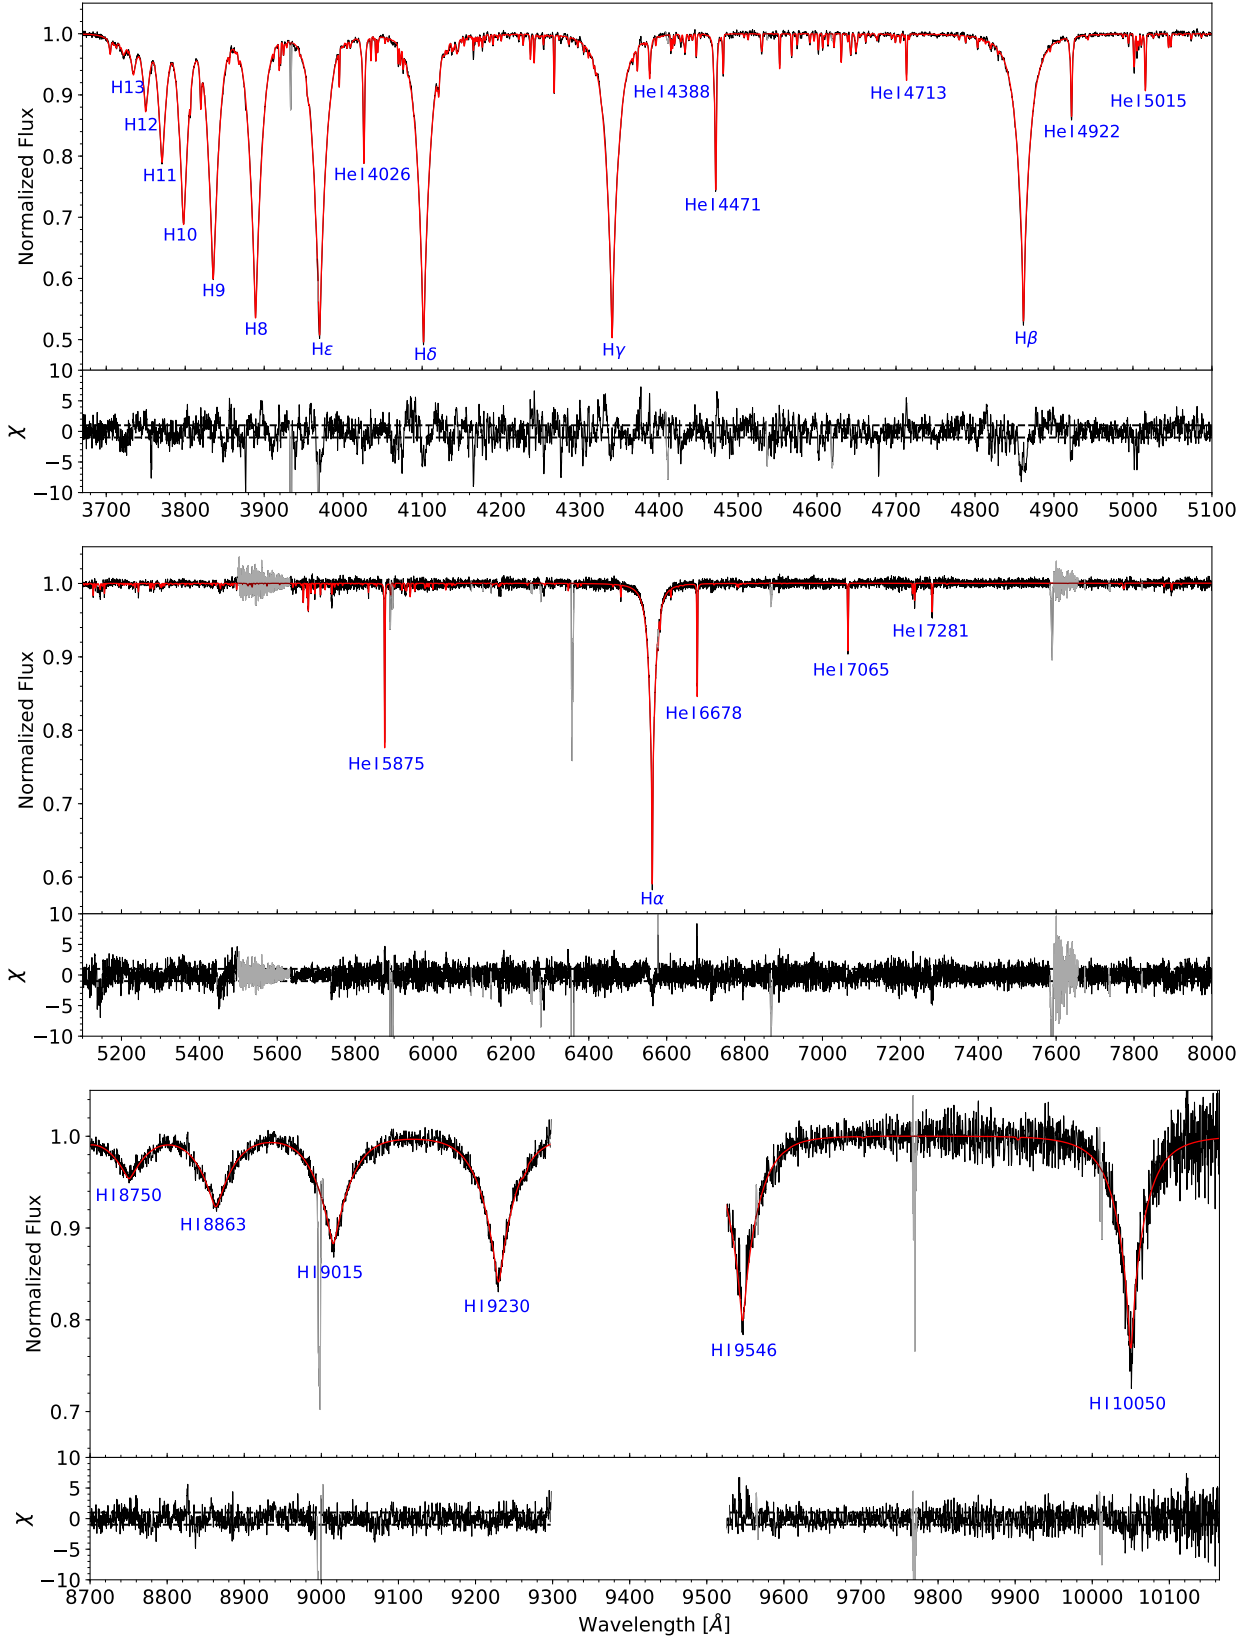 1.0
0.9
0.8
0.7
0.6
0.5
Normalized Flux
H13
H12
H11
H10
H9
H8
Hε
He I 4026
Hδ
Hγ
He I 4388
He I 4471
He I 4713
Hβ
He I 4922
He I 5015
10
5
0
−5
−10
χ
3700 3800 3900 4000 4100 4200 4300 4400 4500 4600 4700 4800 4900 5000 5100
1.0
0.9
0.8
0.7
0.6
Normalized Flux
He I 5875
Hα
He I 6678
He I 7065
He I 7281
10
5
0
−5
−10
χ
5200 5400 5600 5800 6000 6200 6400 6600 6800 7000 7200 7400 7600 7800 8000
1.0
0.9
0.8
0.7
Normalized Flux
H I 8750
H I 8863
H I 9015
H I 9230
H I 9546
H I 10050
10
5
0
−5
−10
χ
8700 8800 8900 9000 9100 9200 9300 9400 9500 9600 9700 9800 9900 10000 10100
Wavelength [Å]